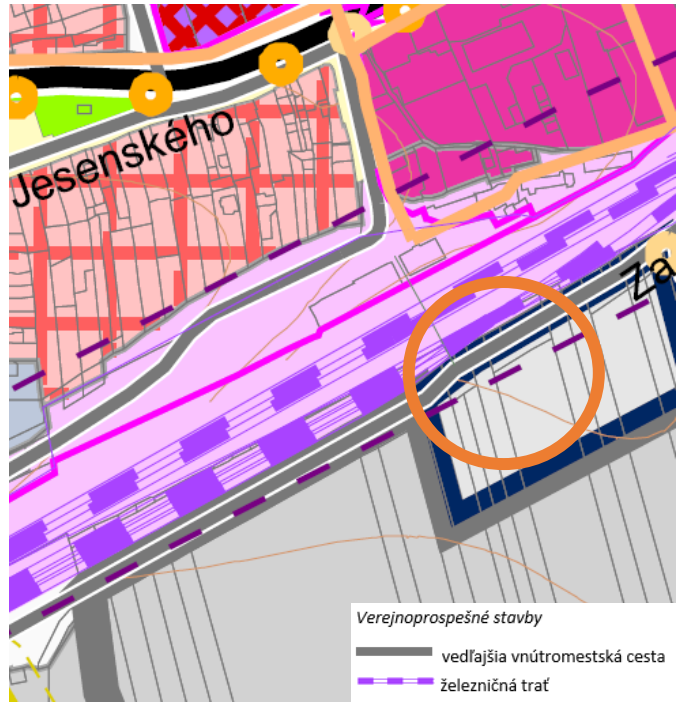 Jesenského
Za
Verejnoprospešné stavby
vedľajšia vnútromestská cesta
železničná trať